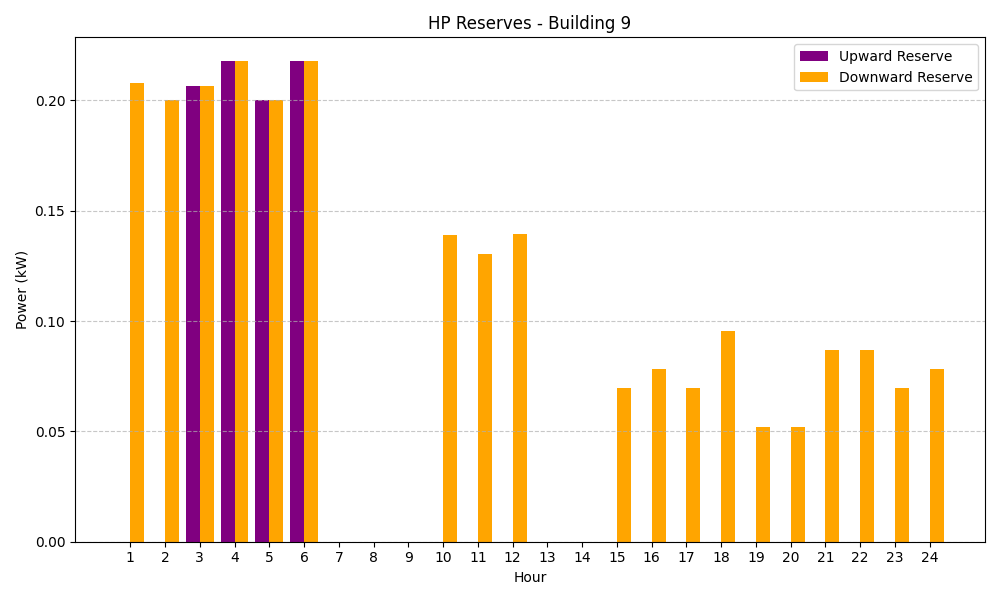 HP Reserves - Building 9
Upward Reserve
Downward Reserve
Power (kW)
0.20
0.15
0.10
0.05
0.00
1 2 3 4 5 6 7 8 9 10 11 12 13 14 15 16 17 18 19 20 21 22 23 24
Hour